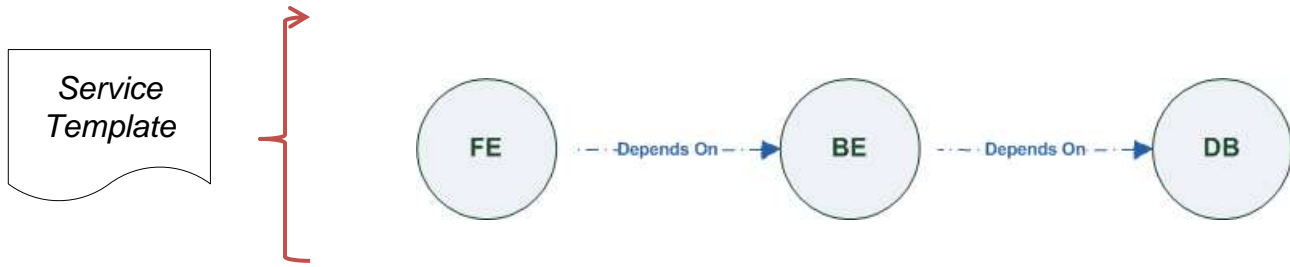 Service
Template
FE
Depends On
BE
Depends On
DB